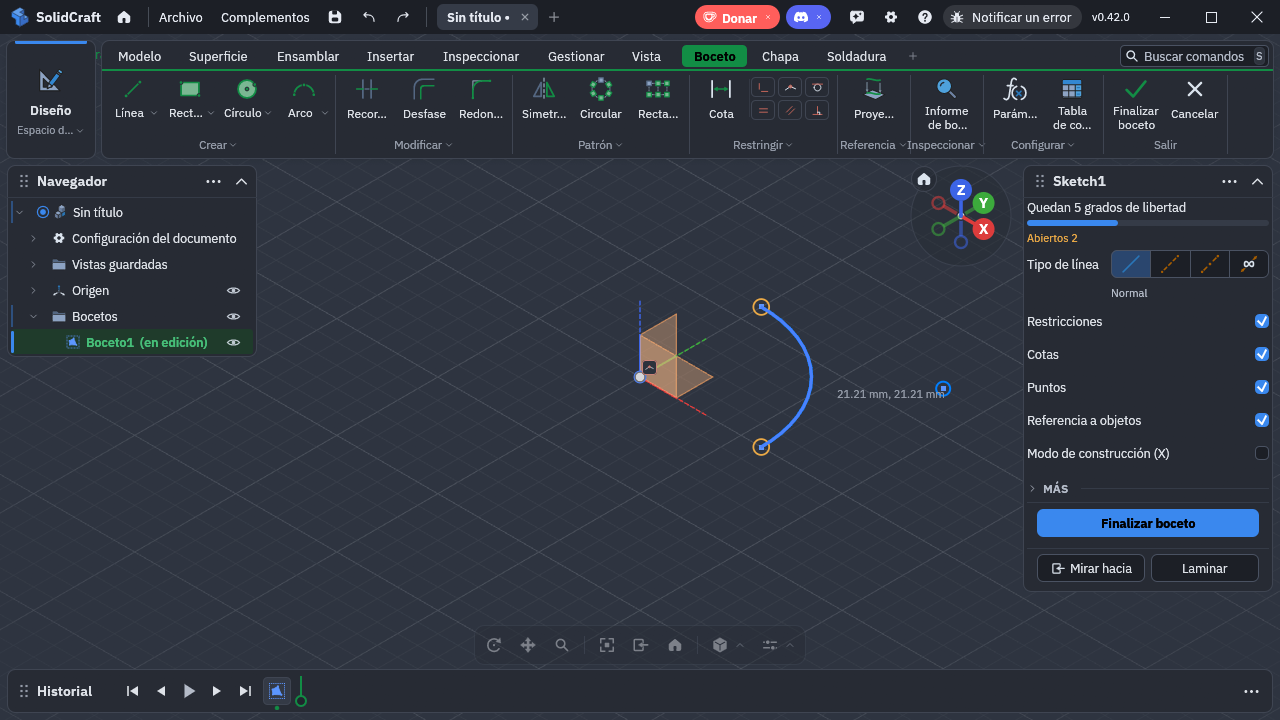 SolidCraft
Archivo
Complementos
Sin título •
Donar
Notificar un error
v0.42.0
Diseño
Espacio d...
Modelo
Superficie
Ensamblar
Insertar
Inspeccionar
Gestionar
Vista
Boceto
Chapa
Soldadura
Buscar comandos
S
Línea
Rect...
Círculo
Arco
Crear
Recor...
Desfase
Redon...
Modificar
Simetr...
Circular
Recta...
Patrón
Cota
Restringir
Proye...
Referencia
Informe de bo...
Inspeccionar
Parám...
Tabla de co...
Configurar
Finalizar boceto
Cancelar
Salir
Navegador
Sin título
Configuración del documento
Vistas guardadas
Origen
Bocetos
Boceto1 (en edición)
Z
Y
X
21.21 mm, 21.21 mm
Sketch1
Quedan 5 grados de libertad
Abiertos 2
Tipo de línea
Normal
Restricciones
Cotas
Puntos
Referencia a objetos
Modo de construcción (X)
MÁS
Finalizar boceto
Mirar hacia
Laminar
Historial